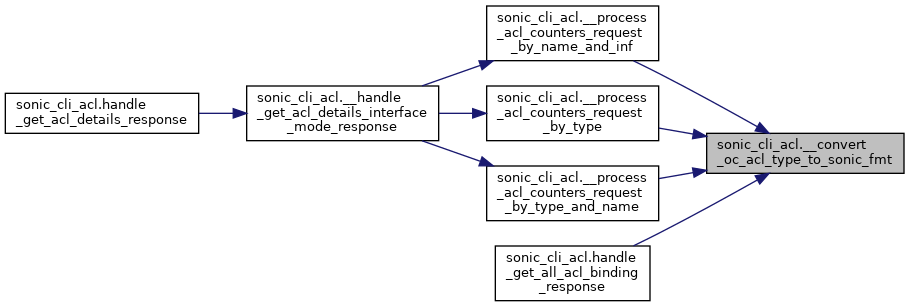 sonic_cli_acl.__process
_acl_counters_request
_by_name_and_inf
sonic_cli_acl.handle
_get_acl_details_response
sonic_cli_acl.__handle
_get_acl_details_interface
_mode_response
sonic_cli_acl.__process
_acl_counters_request
_by_type
sonic_cli_acl.__convert
_oc_acl_type_to_sonic_fmt
sonic_cli_acl.__process
_acl_counters_request
_by_type_and_name
sonic_cli_acl.handle
_get_all_acl_binding
_response